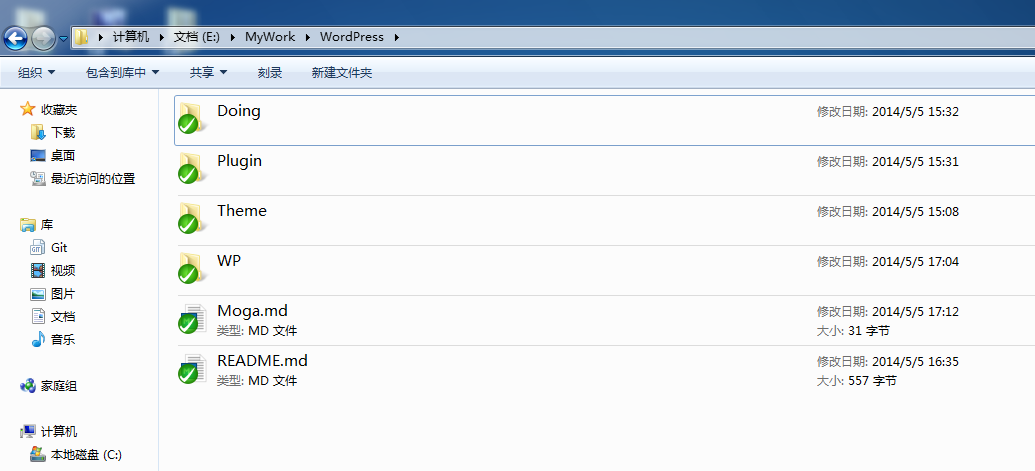 计算机 文档 (E:) MyWork WordPress
组织 包含到库中 共享 刻录 新建文件夹
收藏夹
下载
桌面
最近访问的位置
库
Git
视频
图片
文档
音乐
家庭组
计算机
本地磁盘 (C:)
Doing 修改日期: 2014/5/5 15:32
Plugin 修改日期: 2014/5/5 15:31
Theme 修改日期: 2014/5/5 15:08
WP 修改日期: 2014/5/5 17:04
Moga.md 修改日期: 2014/5/5 17:12
类型: MD 文件 大小: 31 字节
README.md 修改日期: 2014/5/5 16:35
类型: MD 文件 大小: 557 字节